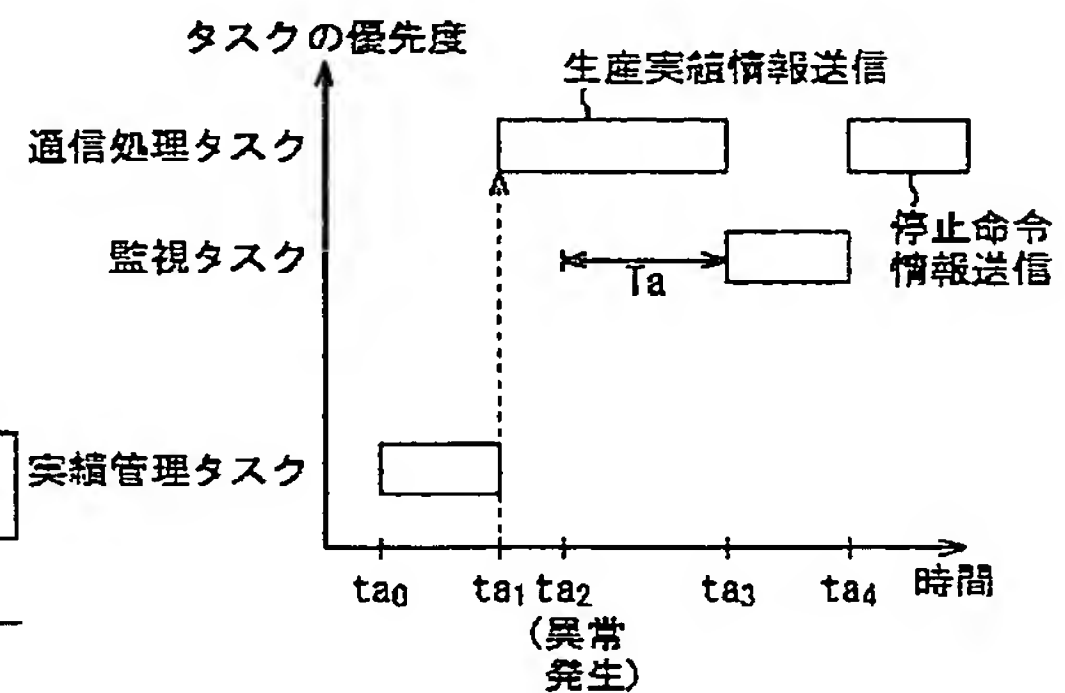 タスクの優先度
生産実績情報送信
通信処理タスク
停止命令
情報送信
監視タスク
Ta
実績管理タスク
ta0 ta1 ta2 ta3 ta4 時間
(異常
発生)